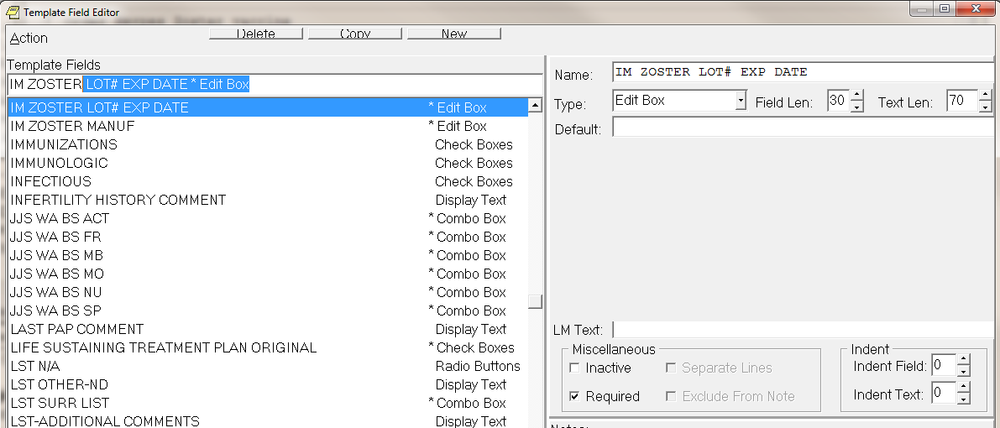 Template Field Editor
Action Delete Copy New
Template Fields
IM ZOSTER LOT# EXP DATE * Edit Box
IM ZOSTER LOT# EXP DATE * Edit Box
IM ZOSTER MANUF * Edit Box
IMMUNIZATIONS Check Boxes
IMMUNOLOGIC Check Boxes
INFECTIOUS Check Boxes
INFERTILITY HISTORY COMMENT Display Text
JJS WA BS ACT * Combo Box
JJS WA BS FR * Combo Box
JJS WA BS MB * Combo Box
JJS WA BS MO * Combo Box
JJS WA BS NU * Combo Box
JJS WA BS SP * Combo Box
LAST PAP COMMENT Display Text
LIFE SUSTAINING TREATMENT PLAN ORIGINAL * Check Boxes
LST N/A Radio Buttons
LST OTHER-ND Display Text
LST SURR LIST * Combo Box
LST-ADDITIONAL COMMENTS Display Text
Name: IM ZOSTER LOT# EXP DATE
Type: Edit Box Field Len: 30 Text Len: 70
Default:
LM Text:
Miscellaneous
Inactive Separate Lines
Required Exclude From Note
Indent
Indent Field: 0
Indent Text: 0
Notes: